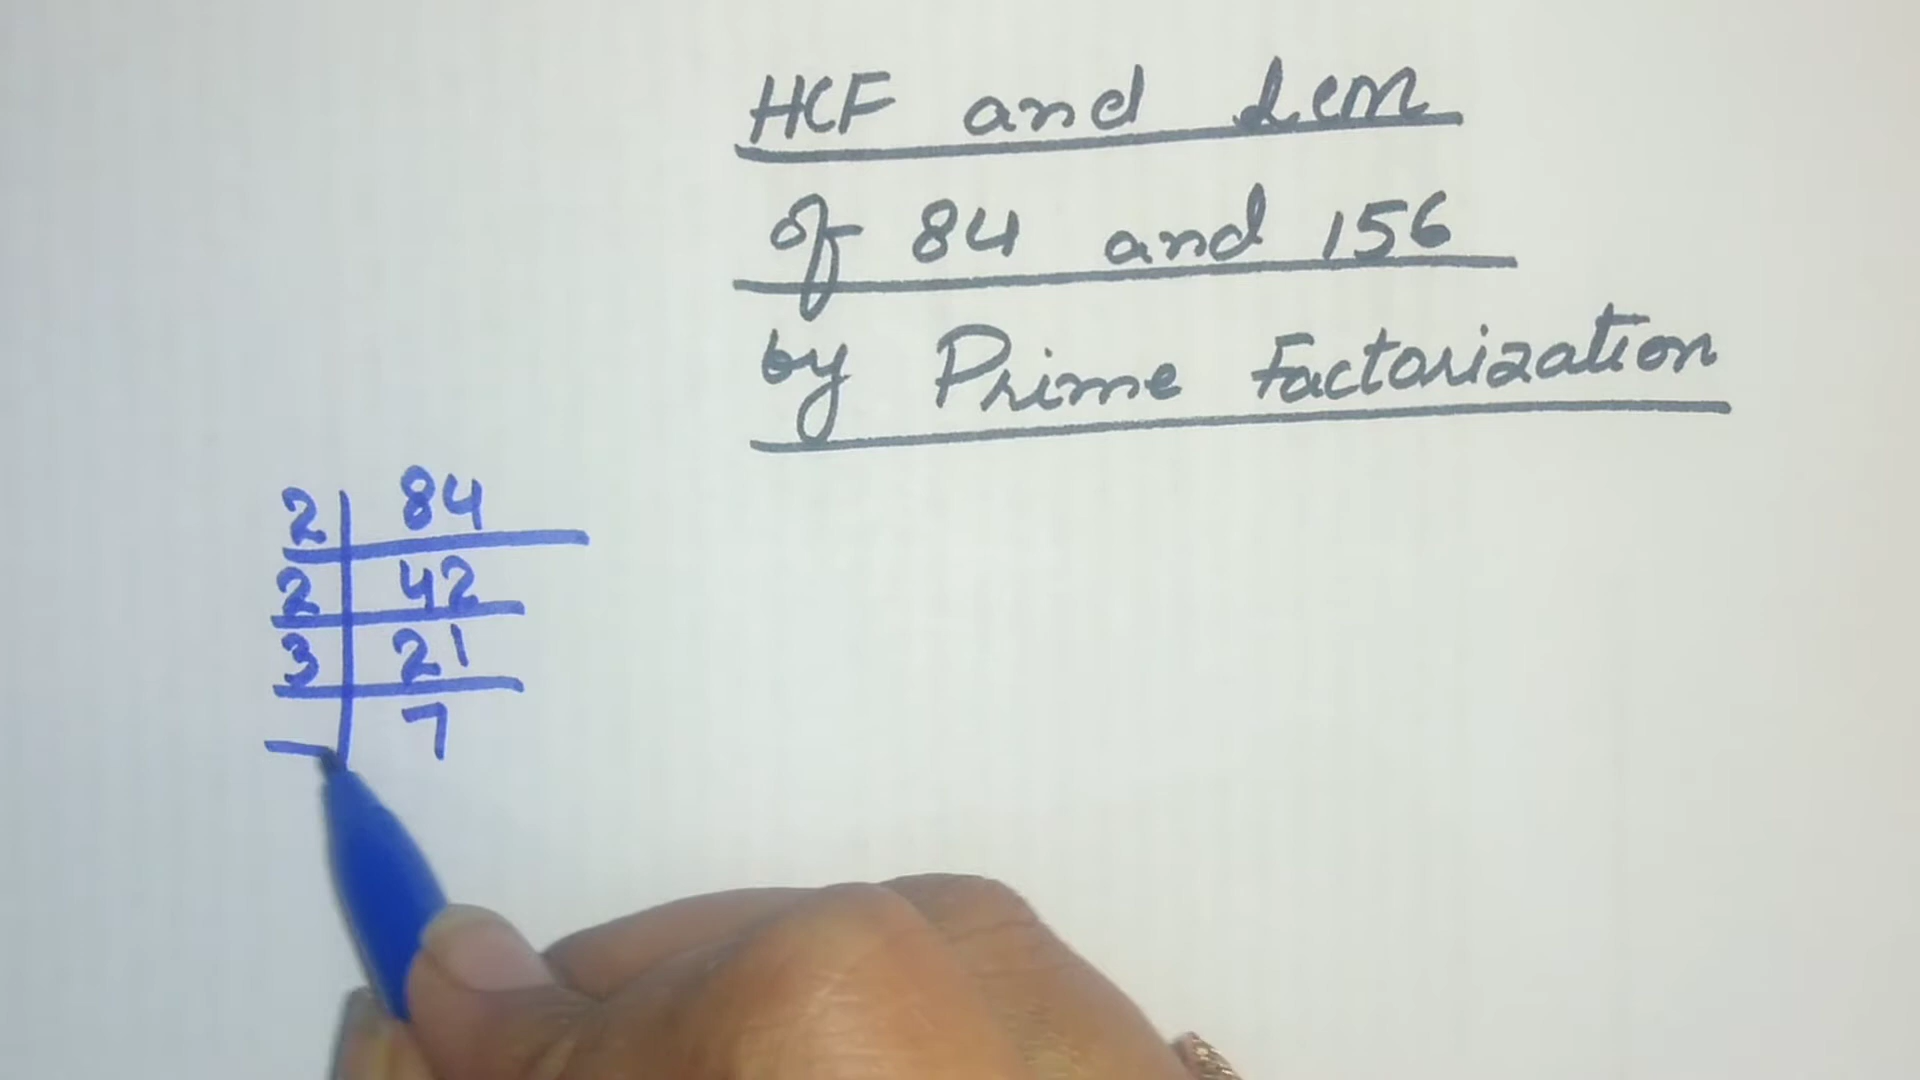 HCF and LCM
of 84 and 156
by Prime Factorization
2 84
2 42
3 21
7